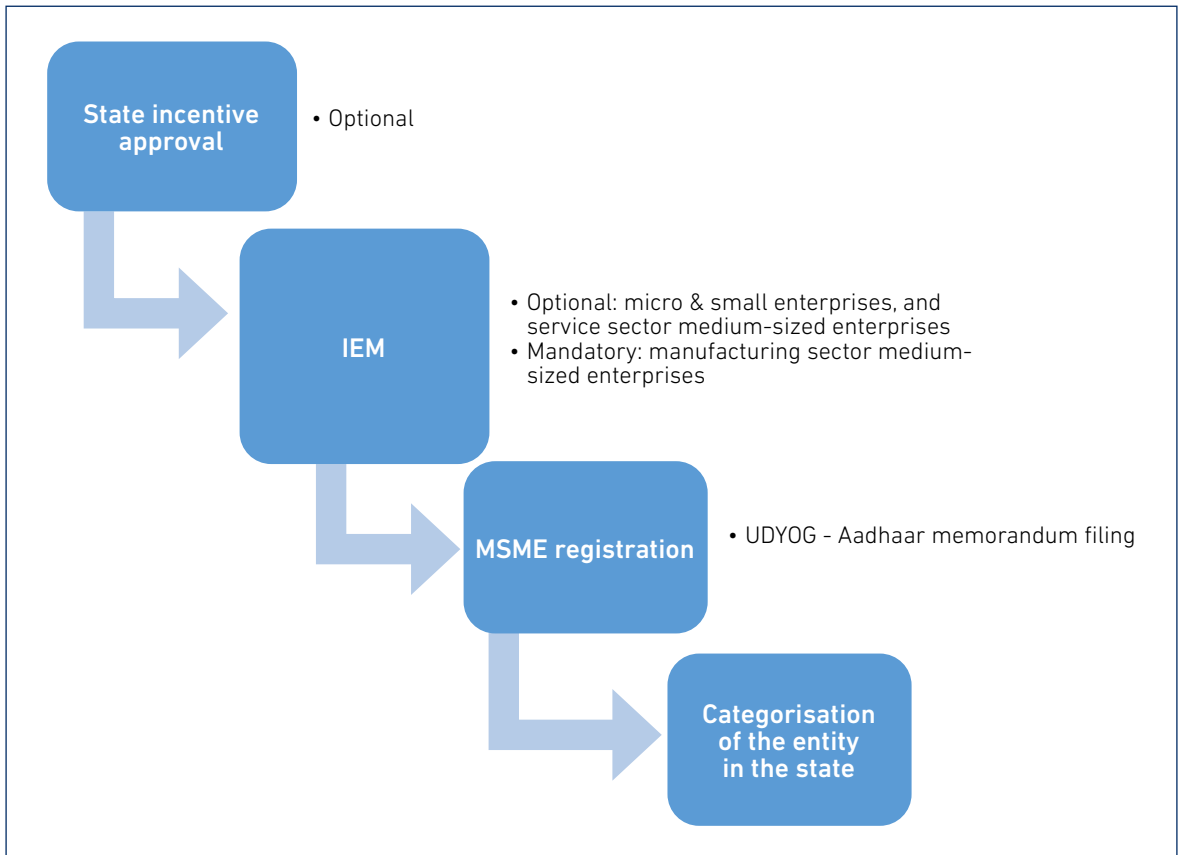 State incentive
approval
• Optional
IEM
• Optional: micro & small enterprises, and
service sector medium-sized enterprises
• Mandatory: manufacturing sector medium-
sized enterprises
MSME registration
• UDYOG - Aadhaar memorandum filing
Categorisation
of the entity
in the state